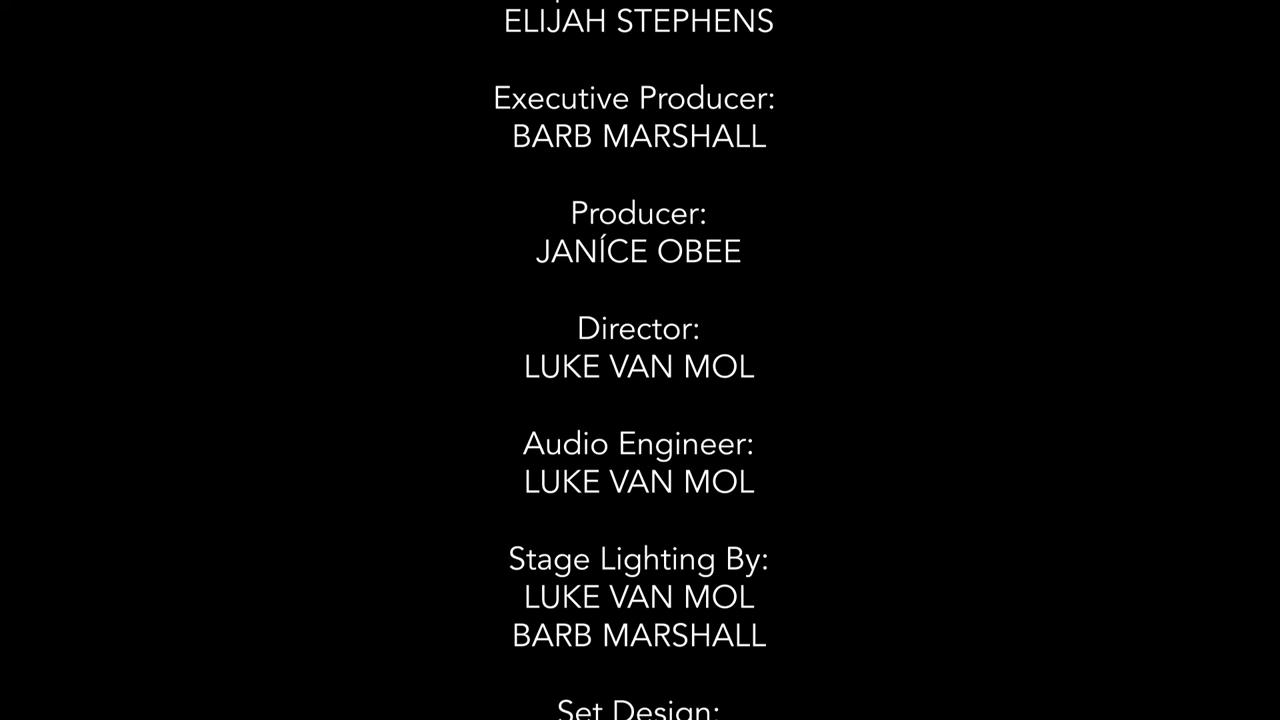 ELIJAH STEPHENS
Executive Producer:
BARB MARSHALL
Producer:
JANÍCE OBEE
Director:
LUKE VAN MOL
Audio Engineer:
LUKE VAN MOL
Stage Lighting By:
LUKE VAN MOL
BARB MARSHALL
Set Design: